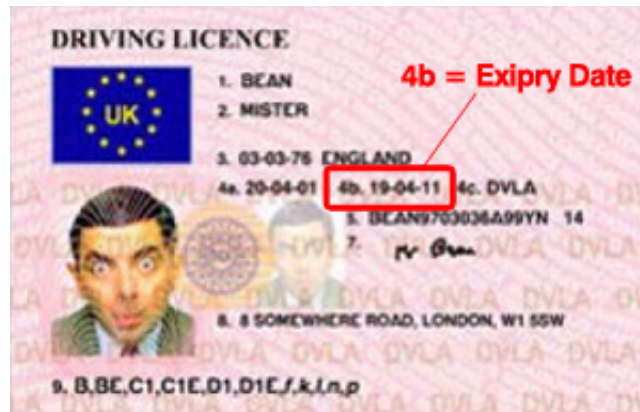 DRIVING LICENCE
4b = Exipry Date
UK
1. BEAN
2. MISTER
3. 03-03-76 ENGLAND
4a. 20-04-01 4b. 19-04-11 4c. DVLA
5. BEAN9703036A99YN 14
7. Mr Bean
8. 8 SOMEWHERE ROAD, LONDON, W1 5SW
9. B,BE,C1,C1E,D1,D1E,f,k,l,n,p